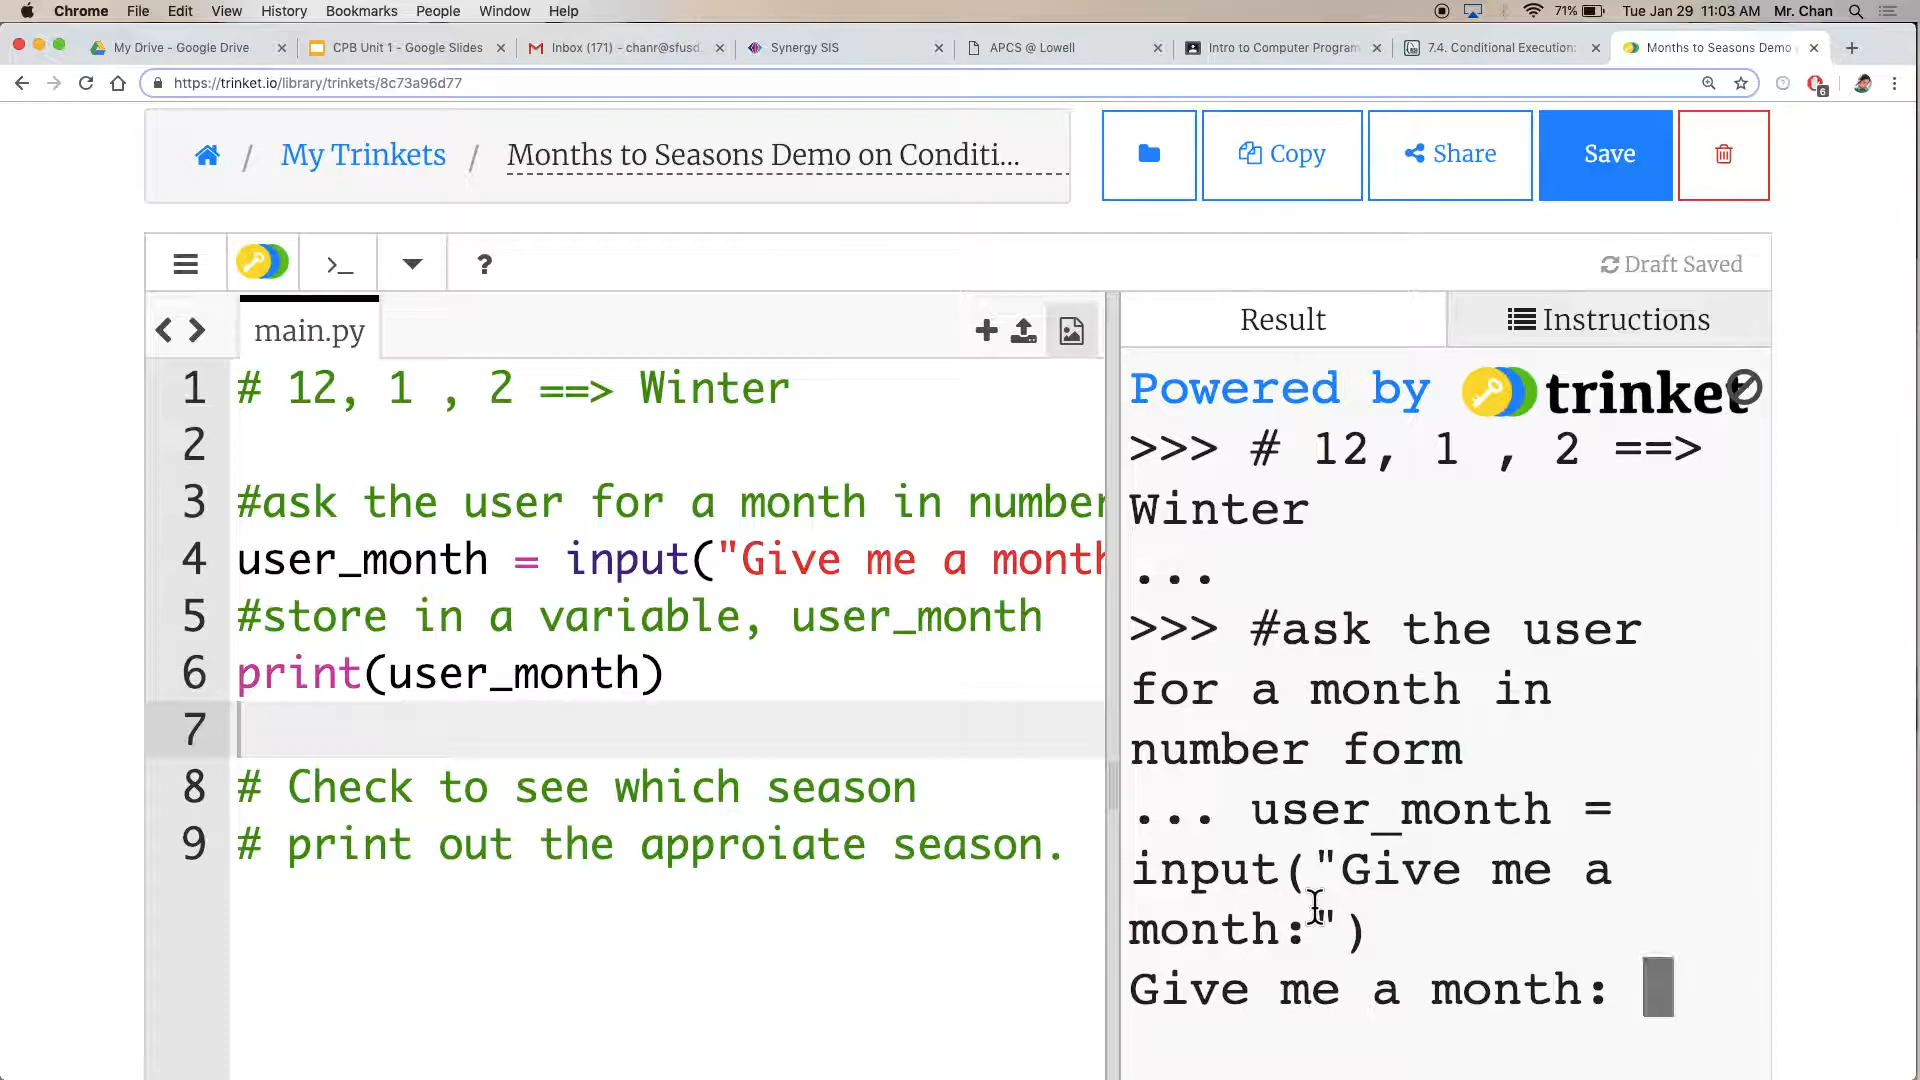 Chrome File Edit View History Bookmarks People Window Help 71% Tue Jan 29 11:03 AM Mr. Chan
My Drive - Google Drive CPB Unit 1 - Google Slides Inbox (171) - chanr@sfusd. Synergy SIS APCS @ Lowell Intro to Computer Program 7.4. Conditional Execution: Months to Seasons Demo
https://trinket.io/library/trinkets/8c73a96d77 6
/ My Trinkets / Months to Seasons Demo on Conditi... Copy Share Save
>_ ? Draft Saved
main.py
Result Instructions
1 # 12, 1 , 2 ==> Winter
2
3 #ask the user for a month in number
4 user_month = input("Give me a month
5 #store in a variable, user_month
6 print(user_month)
7
8 # Check to see which season
9 # print out the approiate season.
Powered by trinket
>>> # 12, 1 , 2 ==>
Winter
...
>>> #ask the user
for a month in
number form
... user_month =
input("Give me a
month:")
Give me a month: